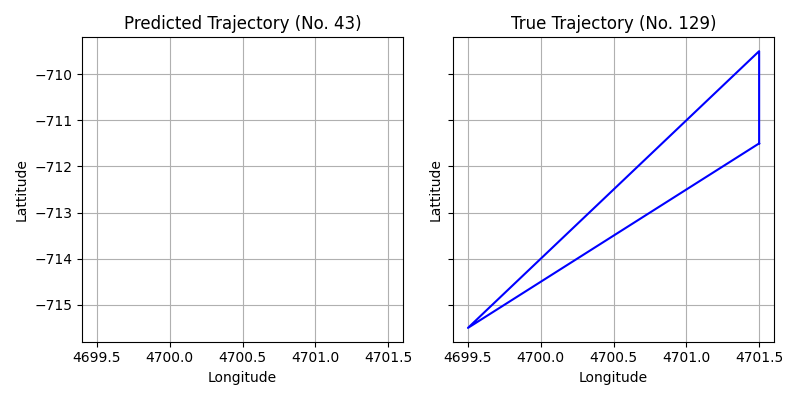 Predicted Trajectory (No. 43)
True Trajectory (No. 129)
Lattitude
−710
−711
−712
−713
−714
−715
4699.5 4700.0 4700.5 4701.0 4701.5
Longitude
Lattitude
4699.5 4700.0 4700.5 4701.0 4701.5
Longitude